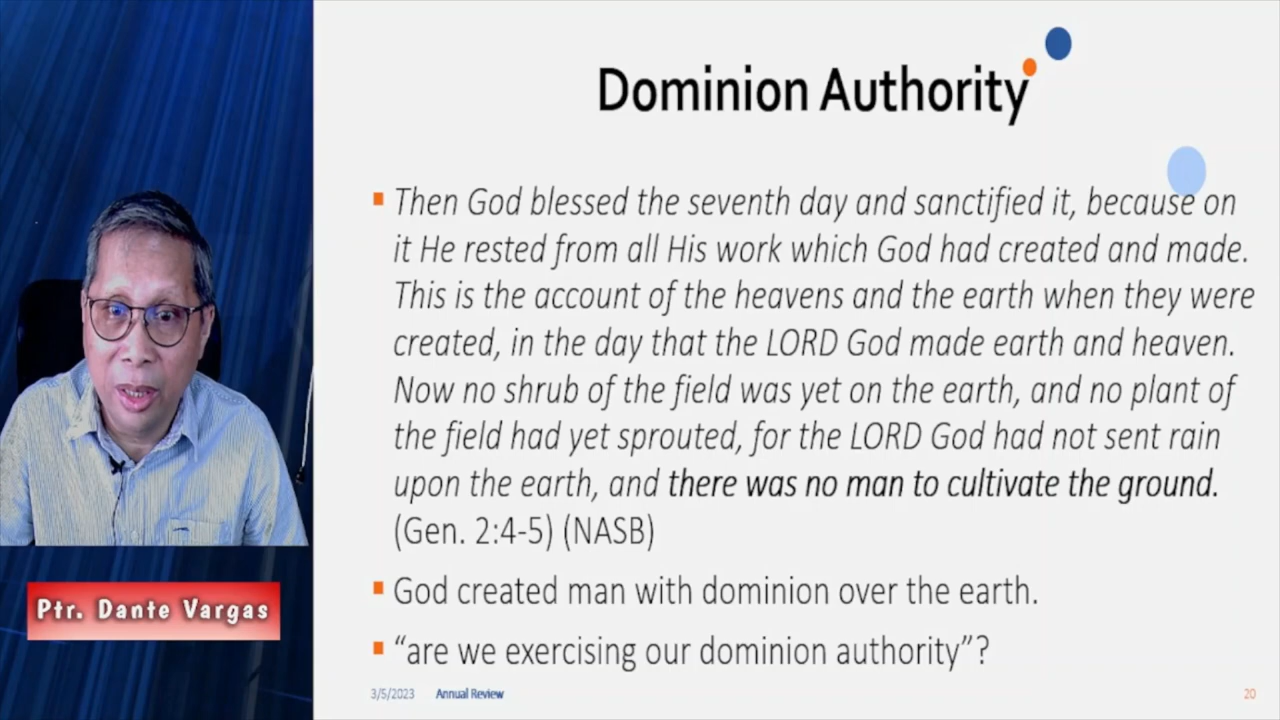 Dominion Authority
Then God blessed the seventh day and sanctified it, because on
it He rested from all His work which God had created and made.
This is the account of the heavens and the earth when they were
created, in the day that the LORD God made earth and heaven.
Now no shrub of the field was yet on the earth, and no plant of
the field had yet sprouted, for the LORD God had not sent rain
upon the earth, and there was no man to cultivate the ground.
(Gen. 2:4-5) (NASB)
God created man with dominion over the earth.
“are we exercising our dominion authority”?
3/5/2023 Annual Review 20
Ptr. Dante Vargas